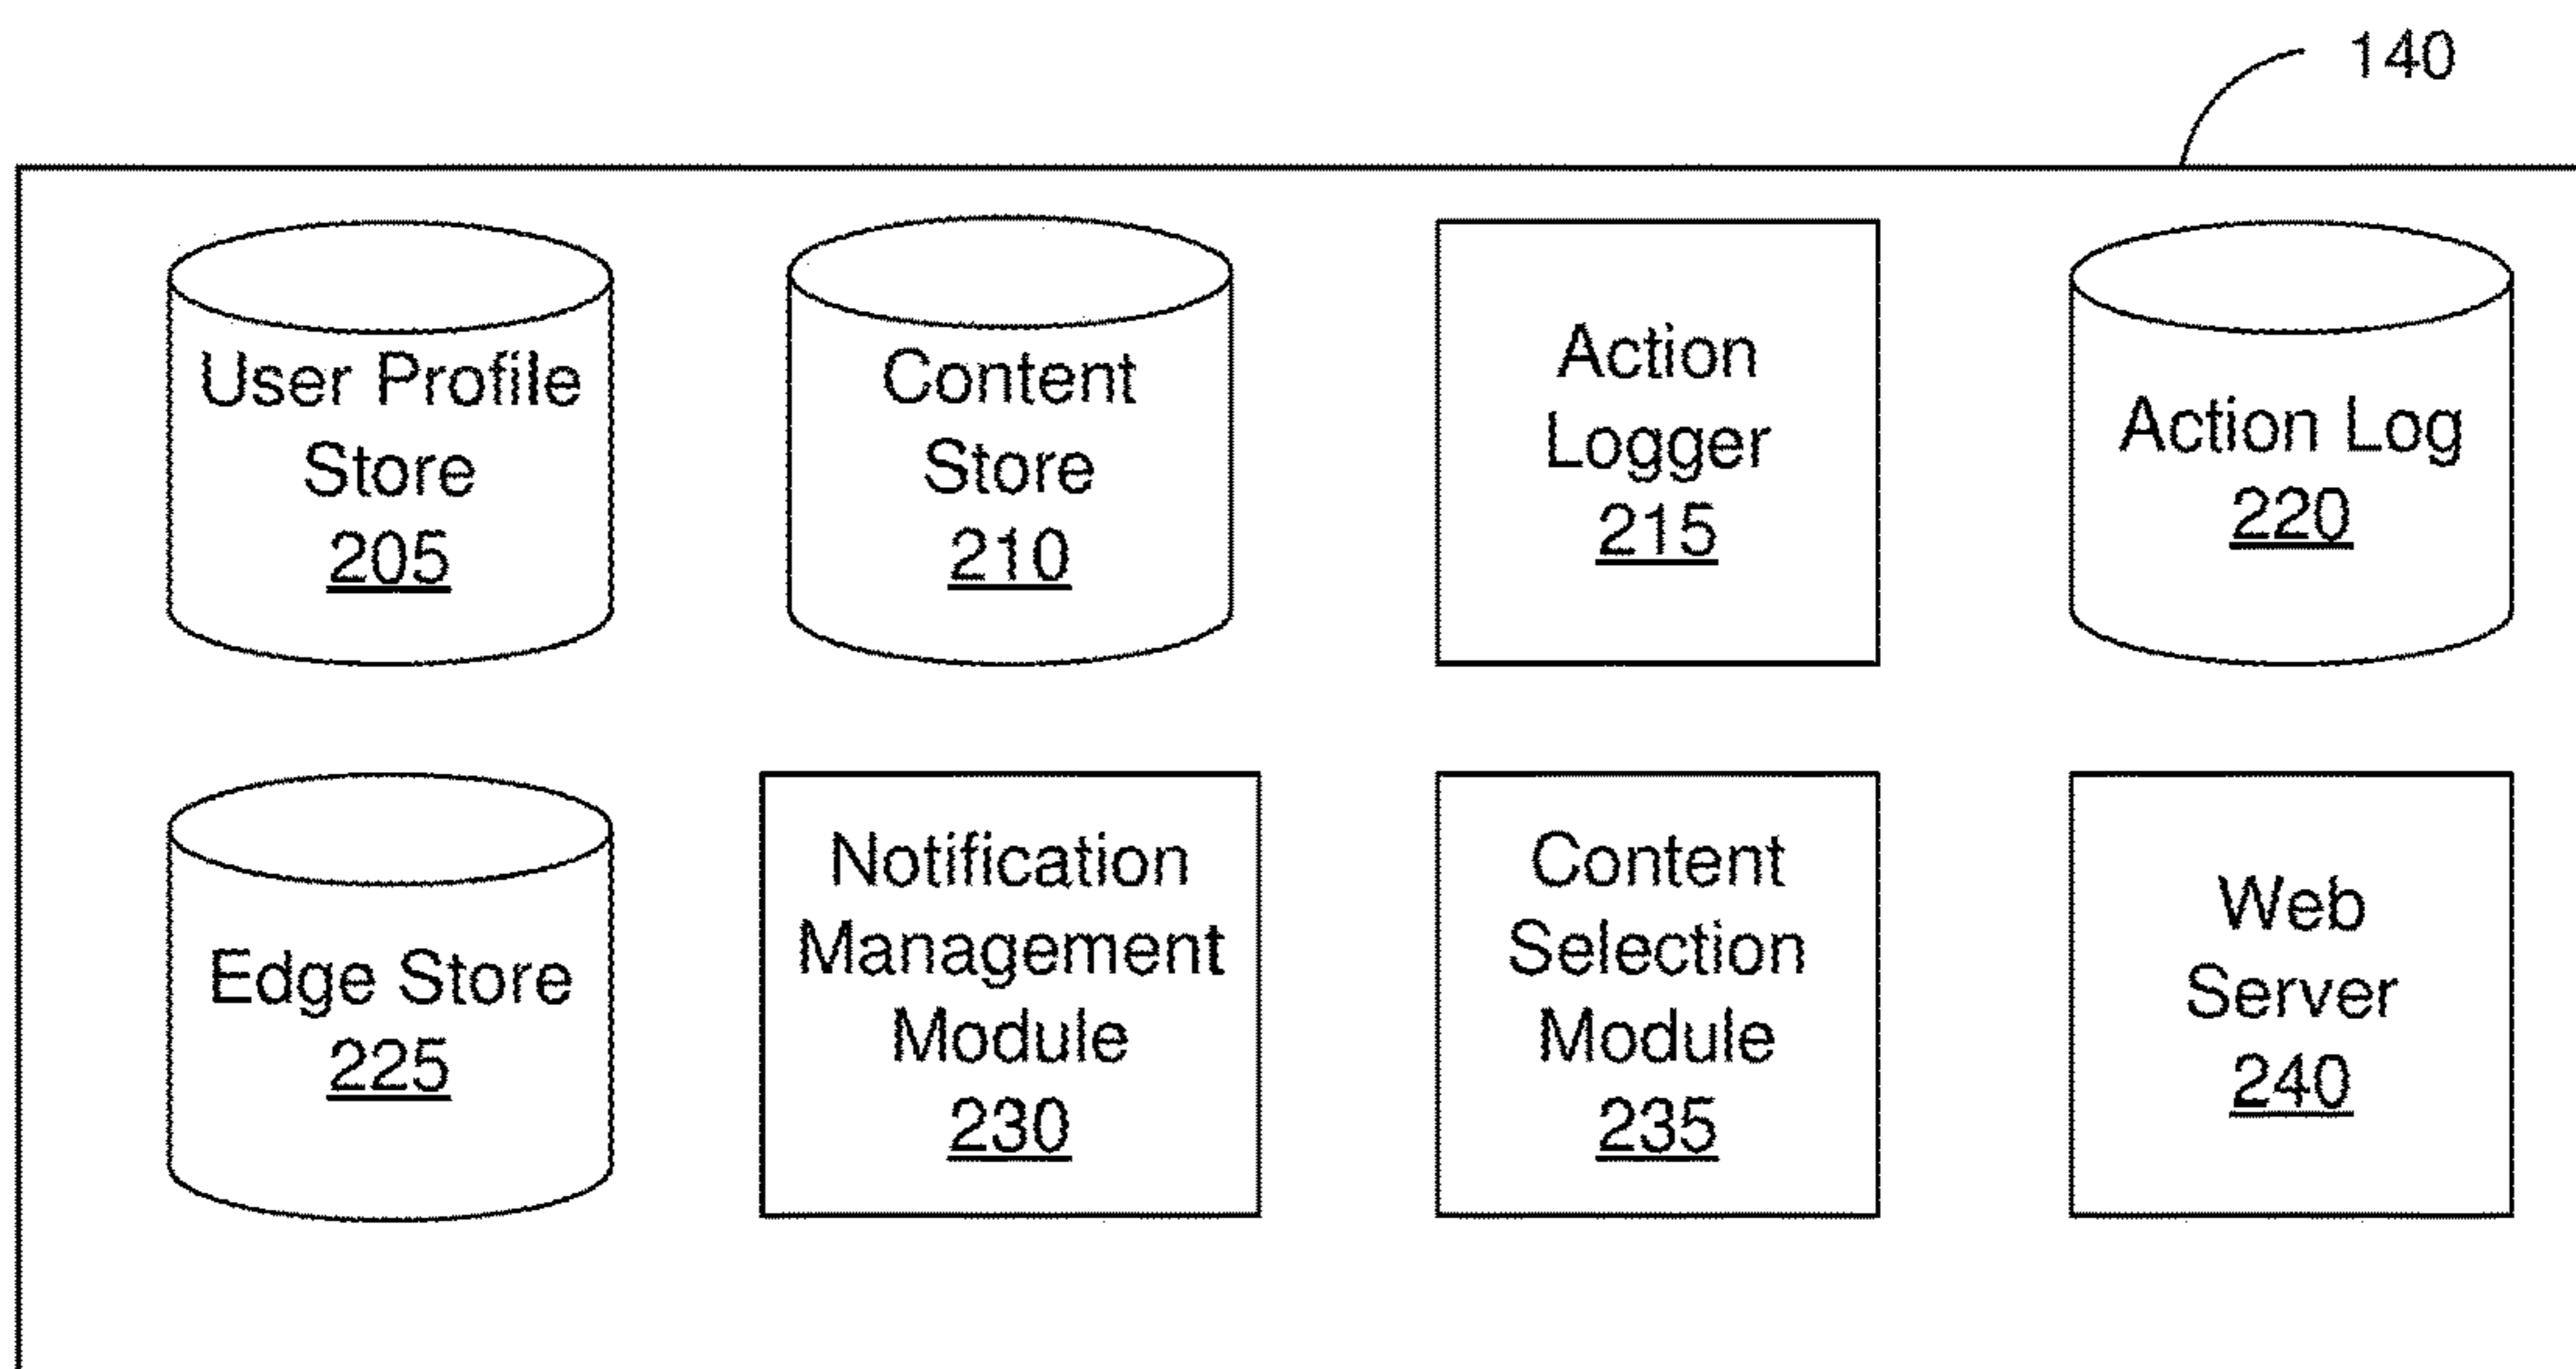 140
User Profile
Store
205
Content
Store
210
Action
Logger
215
Action Log
220
Edge Store
225
Notification
Management
Module
230
Content
Selection
Module
235
Web
Server
240